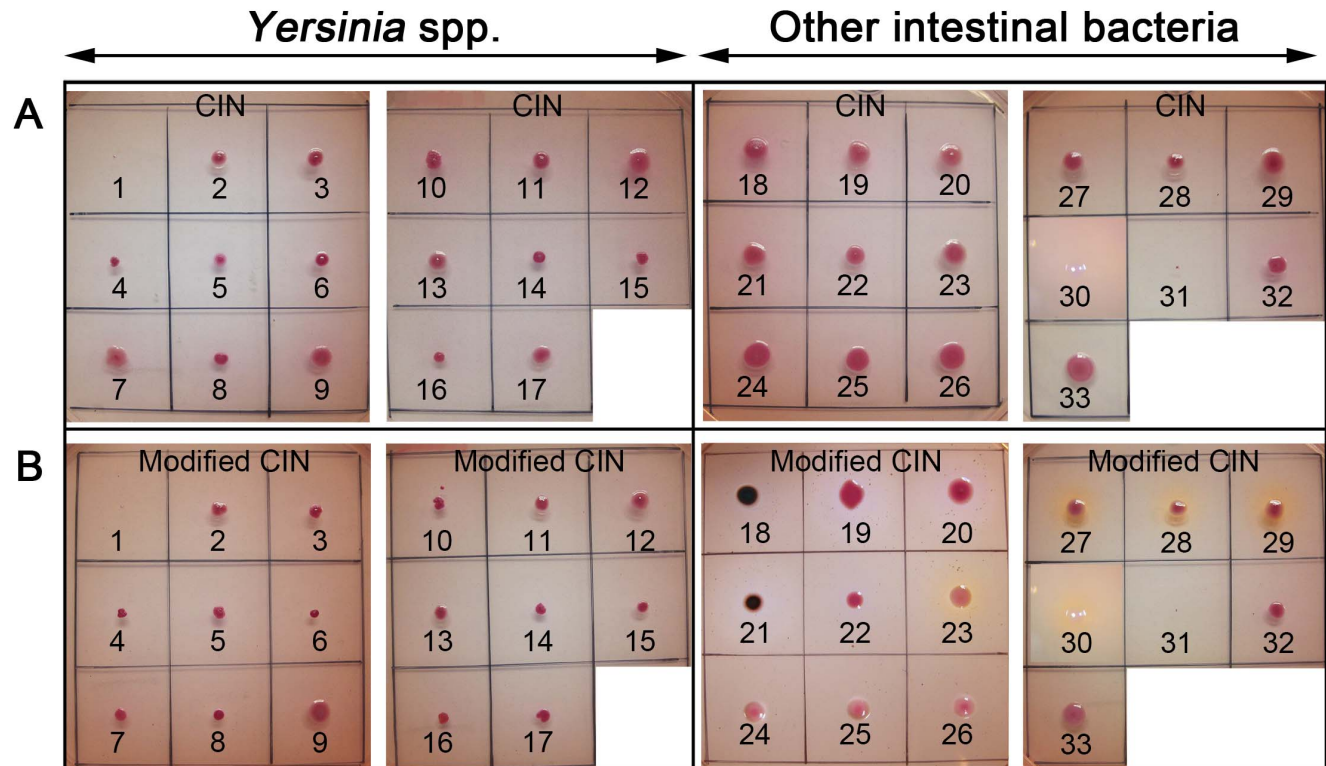 Yersinia spp.
Other intestinal bacteria
A
CIN
CIN
CIN
CIN
1 2 3
10 11 12
18 19 20
27 28 29
4 5 6
13 14 15
21 22 23
30 31 32
7 8 9
16 17
24 25 26
33
B
Modified CIN
Modified CIN
Modified CIN
Modified CIN
1 2 3
10 11 12
18 19 20
27 28 29
4 5 6
13 14 15
21 22 23
30 31 32
7 8 9
16 17
24 25 26
33